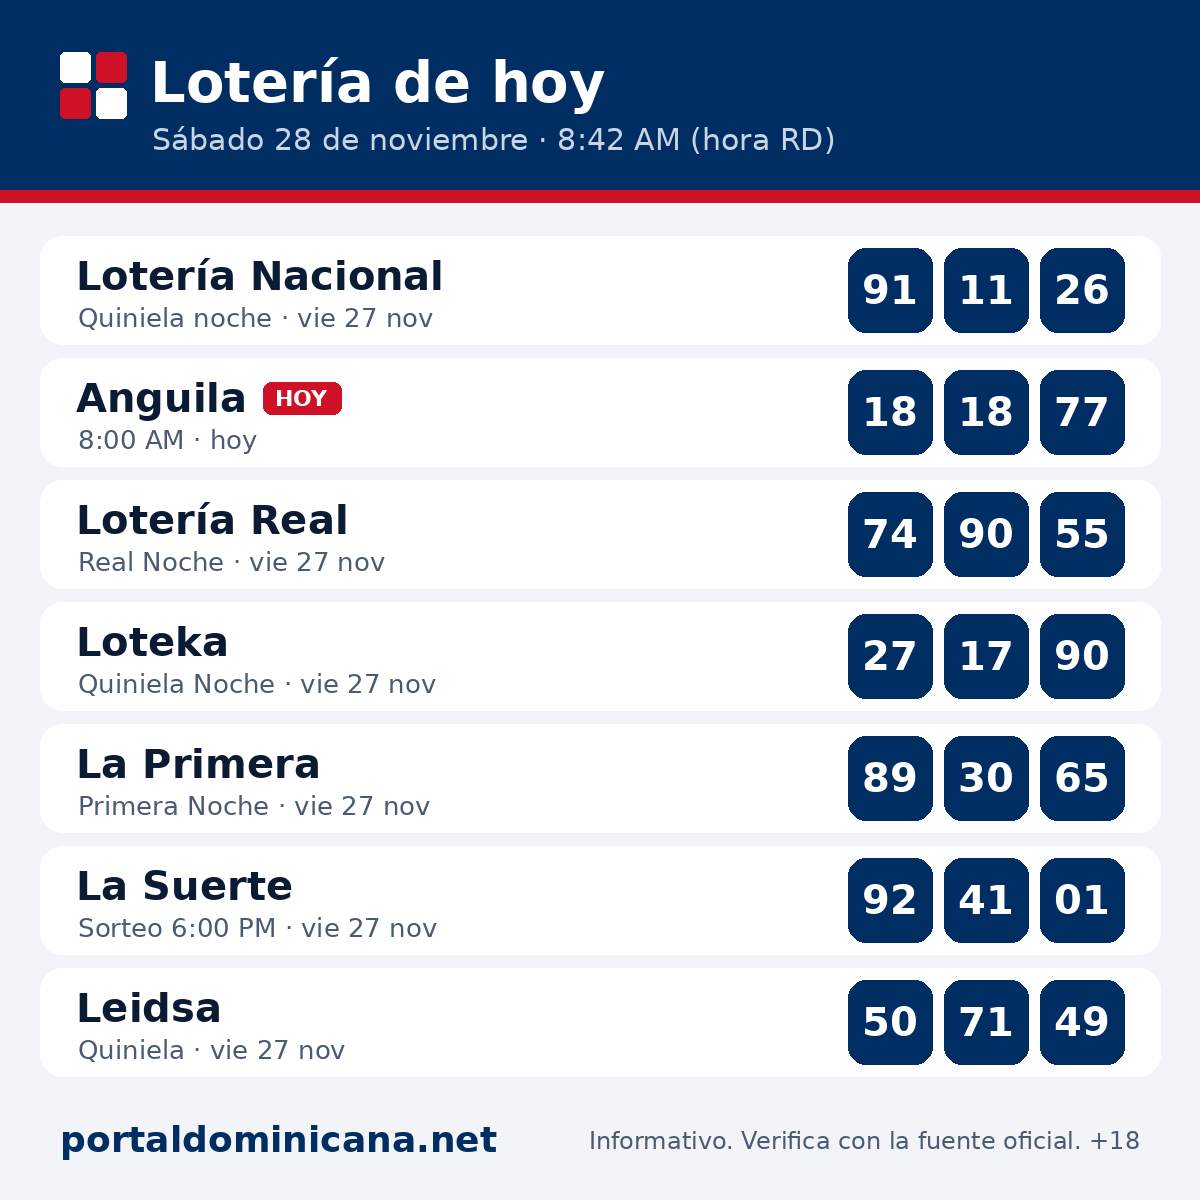 Lotería de hoy
Sábado 28 de noviembre · 8:42 AM (hora RD)
Lotería Nacional
Quiniela noche · vie 27 nov
91 11 26
Anguila HOY
8:00 AM · hoy
18 18 77
Lotería Real
Real Noche · vie 27 nov
74 90 55
Loteka
Quiniela Noche · vie 27 nov
27 17 90
La Primera
Primera Noche · vie 27 nov
89 30 65
La Suerte
Sorteo 6:00 PM · vie 27 nov
92 41 01
Leidsa
Quiniela · vie 27 nov
50 71 49
portaldominicana.net
Informativo. Verifica con la fuente oficial. +18